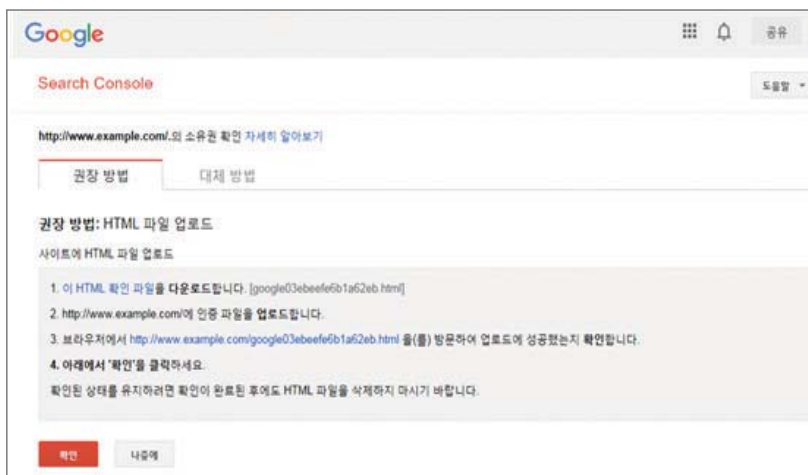 Google
공유
Search Console
도움말
http://www.example.com/.의 소유권 확인 자세히 알아보기
권장 방법 대체 방법
권장 방법: HTML 파일 업로드
사이트에 HTML 파일 업로드
1. 이 HTML 확인 파일을 다운로드합니다. [google03ebeefe6b1a62eb.html]
2. http://www.example.com/에 인증 파일을 업로드합니다.
3. 브라우저에서 http://www.example.com/google03ebeefe6b1a62eb.html 을(를) 방문하여 업로드에 성공했는지 확인합니다.
4. 아래에서 '확인'을 클릭하세요.
확인된 상태를 유지하려면 확인이 완료된 후에도 HTML 파일을 삭제하지 마시기 바랍니다.
확인 나중에